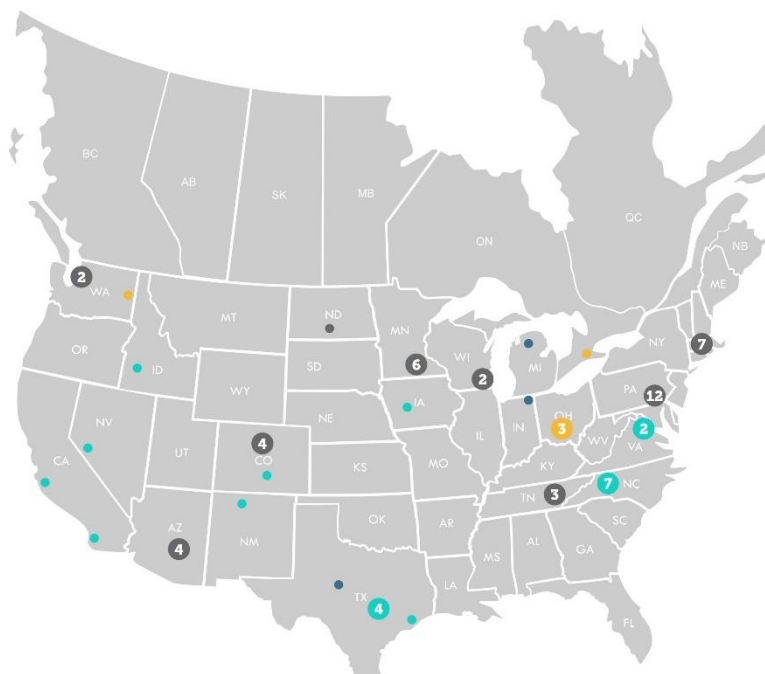 BC
AB
SK
MB
ON
QC
NB
ME
2
WA
MT
ND
MN
OR
ID
WY
SD
WI
6
2
MI
NY
7
PA
12
IA
NE
NV
UT
4
CO
CA
IL
IN
OH
3
WV
2
VA
KS
MO
KY
7
NC
TN
3
AZ
4
NM
OK
AR
SC
MS
AL
GA
LA
TX
4
FL